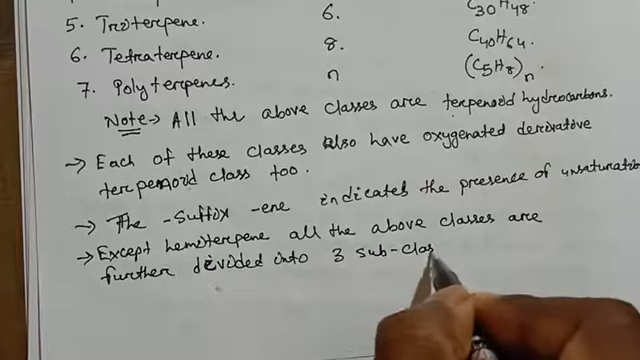 5. Triterpene. 6. C30H48.
6. Tetraterpene. 8. C40H64.
7. Polyterpenes. n (C5H8)n.
Note → All the above classes are terpenoid hydrocarbons.
→ Each of these classes also have oxygenated derivative
terpenoid class too.
→ The -Suffix -ene indicates the presence of unsaturation
→ Except hemiterpene all the above classes are
further devided into 3 sub-clas